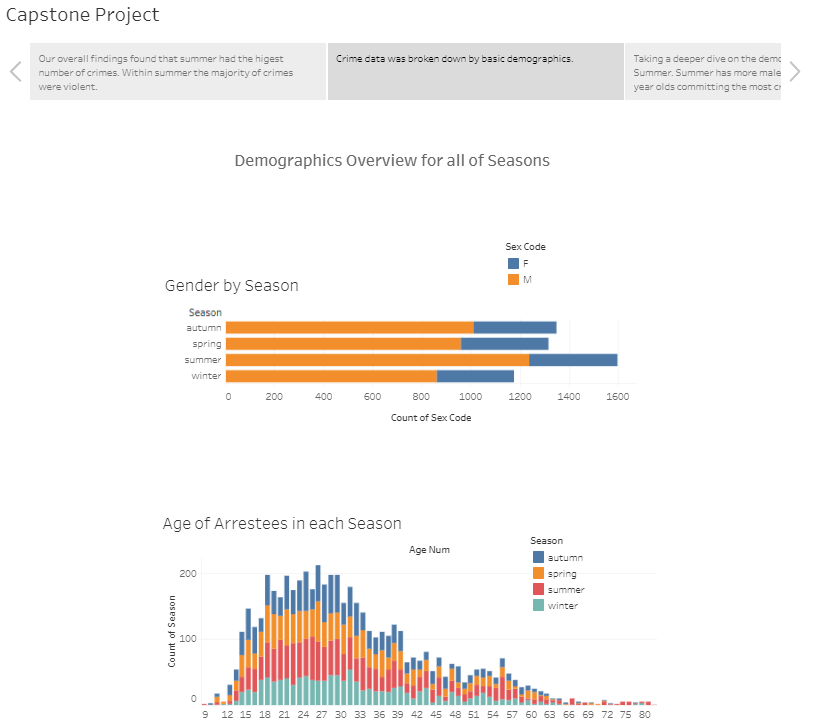 Capstone Project
Our overall findings found that summer had the higest
number of crimes. Within summer the majority of crimes
were violent.
Crime data was broken down by basic demographics.
Taking a deeper dive on the demo
Summer. Summer has more male
year olds committing the most cr
Demographics Overview for all of Seasons
Sex Code
F
M
Gender by Season
Season
autumn
spring
summer
winter
0 200 400 600 800 1000 1200 1400 1600
Count of Sex Code
Age of Arrestees in each Season
Season
autumn
spring
summer
winter
Age Num
Count of Season
200
100
0
9 12 15 18 21 24 27 30 33 36 39 42 45 48 51 54 57 60 63 66 69 72 75 80